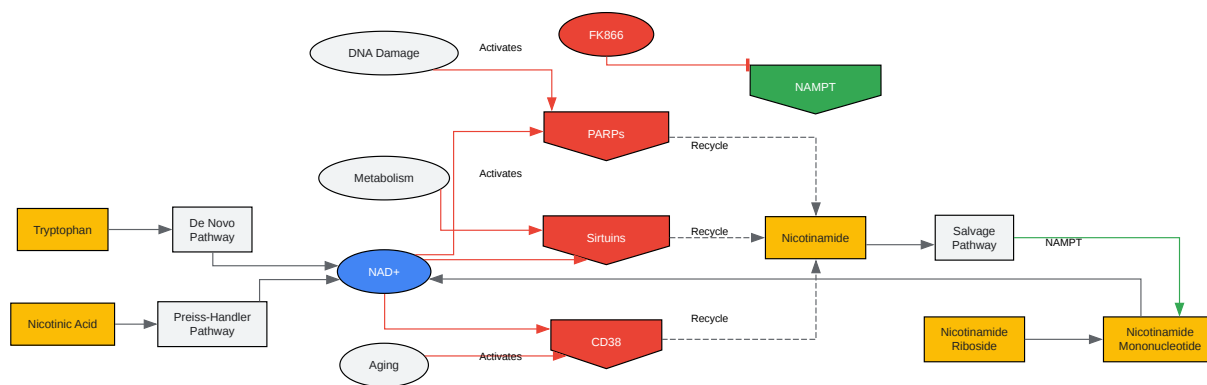 FK866
DNA Damage
Activates
NAMPT
PARPs
Recycle
Metabolism
Activates
Tryptophan
De Novo
Pathway
Sirtuins
Recycle
Nicotinamide
Salvage
Pathway
NAMPT
NAD+
Nicotinic Acid
Preiss-Handler
Pathway
Recycle
CD38
Nicotinamide
Riboside
Nicotinamide
Mononucleotide
Aging
Activates